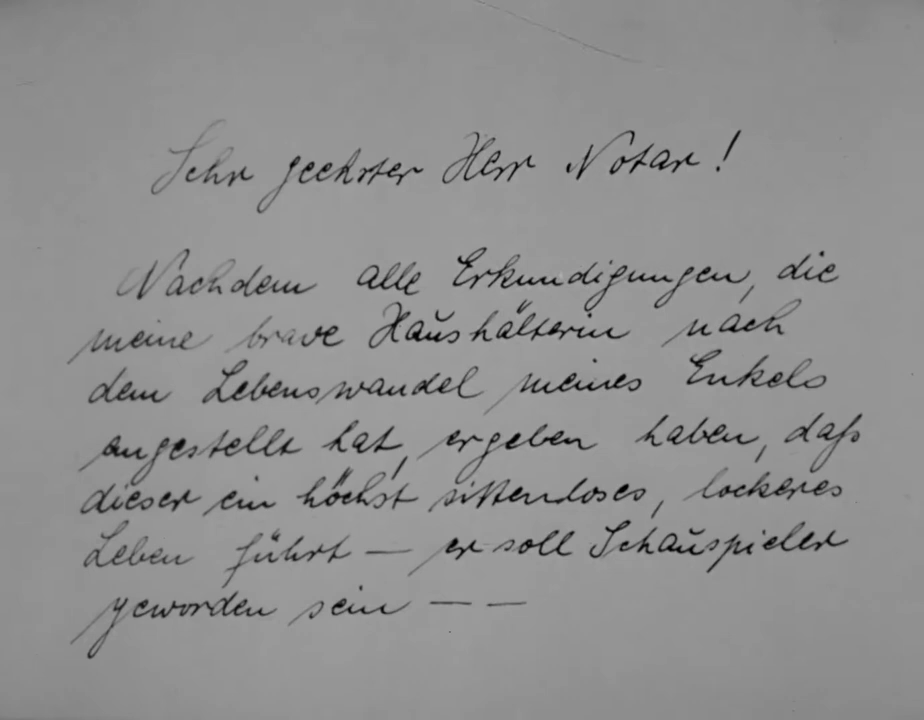 Sehr geehrter Herr Notar!
Nachdem alle Erkundigungen, die
meine brave Haushälterin nach
dem Lebenswandel meines Enkels
angestellt hat, ergeben haben, daß
dieser ein höchst sittenloses, lockeres
Leben führt — er soll Schauspieler
geworden sein — —